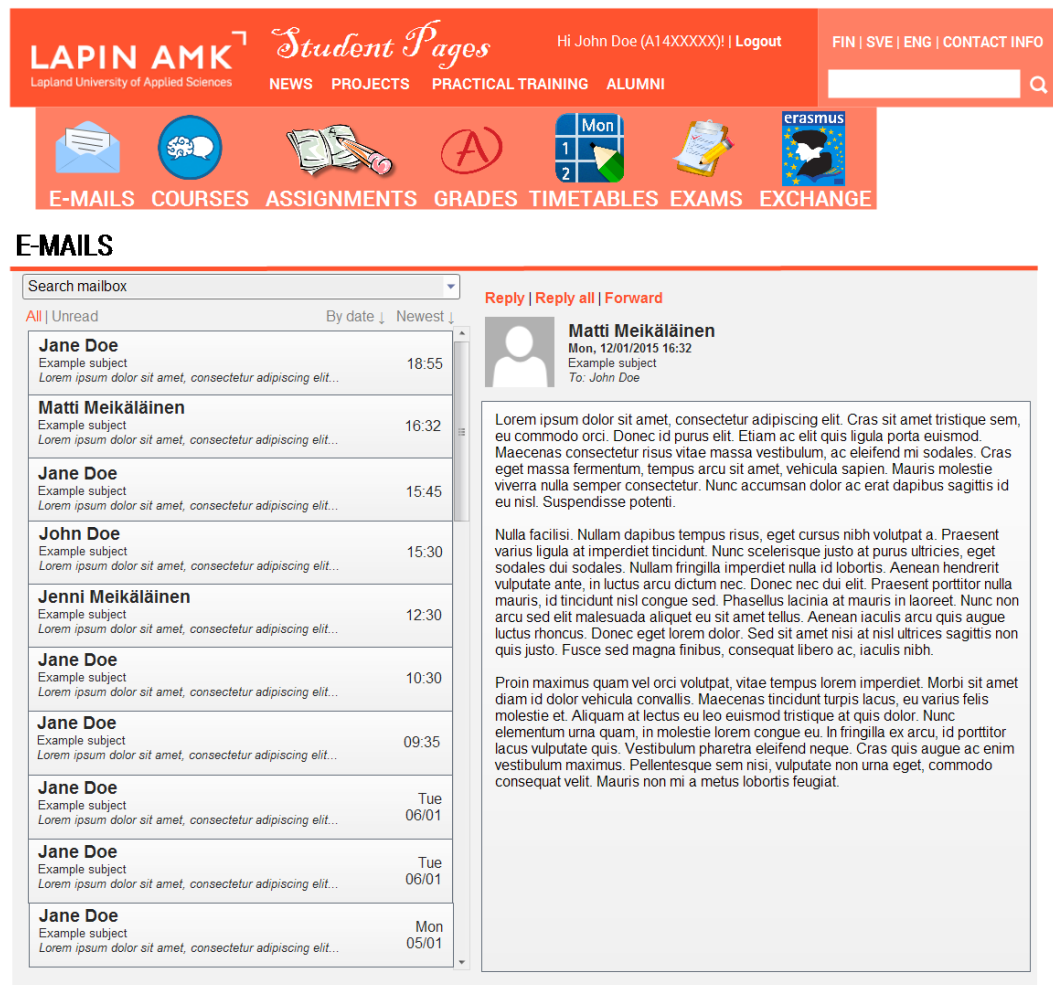 LAPIN AMK
Lapland University of Applied Sciences
Student Pages
Hi John Doe (A14XXXXX)! | Logout
FIN | SVE | ENG | CONTACT INFO
NEWS PROJECTS PRACTICAL TRAINING ALUMNI
Mon
1
2
erasmus
E-MAILS COURSES ASSIGNMENTS GRADES TIMETABLES EXAMS EXCHANGE
E-MAILS
Search mailbox
All | Unread By date ↓ Newest ↓
Jane Doe
Example subject 18:55
Lorem ipsum dolor sit amet, consectetur adipiscing elit...
Matti Meikäläinen
Example subject 16:32
Lorem ipsum dolor sit amet, consectetur adipiscing elit...
Jane Doe
Example subject 15:45
Lorem ipsum dolor sit amet, consectetur adipiscing elit...
John Doe
Example subject 15:30
Lorem ipsum dolor sit amet, consectetur adipiscing elit...
Jenni Meikäläinen
Example subject 12:30
Lorem ipsum dolor sit amet, consectetur adipiscing elit...
Jane Doe
Example subject 10:30
Lorem ipsum dolor sit amet, consectetur adipiscing elit...
Jane Doe
Example subject 09:35
Lorem ipsum dolor sit amet, consectetur adipiscing elit...
Jane Doe
Example subject Tue
Lorem ipsum dolor sit amet, consectetur adipiscing elit... 06/01
Jane Doe
Example subject Tue
Lorem ipsum dolor sit amet, consectetur adipiscing elit... 06/01
Jane Doe
Example subject Mon
Lorem ipsum dolor sit amet, consectetur adipiscing elit... 05/01
Reply | Reply all | Forward
Matti Meikäläinen
Mon, 12/01/2015 16:32
Example subject
To: John Doe
Lorem ipsum dolor sit amet, consectetur adipiscing elit. Cras sit amet tristique sem,
eu commodo orci. Donec id purus elit. Etiam ac elit quis ligula porta euismod.
Maecenas consectetur risus vitae massa vestibulum, ac eleifend mi sodales. Cras
eget massa fermentum, tempus arcu sit amet, vehicula sapien. Mauris molestie
viverra nulla semper consectetur. Nunc accumsan dolor ac erat dapibus sagittis id
eu nisl. Suspendisse potenti.
Nulla facilisi. Nullam dapibus tempus risus, eget cursus nibh volutpat a. Praesent
varius ligula at imperdiet tincidunt. Nunc scelerisque justo at purus ultricies, eget
sodales dui sodales. Nullam fringilla imperdiet nulla id lobortis. Aenean hendrerit
vulputate ante, in luctus arcu dictum nec. Donec nec dui elit. Praesent porttitor nulla
mauris, id tincidunt nisl congue sed. Phasellus lacinia at mauris in laoreet. Nunc non
arcu sed elit malesuada aliquet eu sit amet tellus. Aenean iaculis arcu quis augue
luctus rhoncus. Donec eget lorem dolor. Sed sit amet nisi at nisl ultrices sagittis non
quis justo. Fusce sed magna finibus, consequat libero ac, iaculis nibh.
Proin maximus quam vel orci volutpat, vitae tempus lorem imperdiet. Morbi sit amet
diam id dolor vehicula convallis. Maecenas tincidunt turpis lacus, eu varius felis
molestie et. Aliquam at lectus eu leo euismod tristique at quis dolor. Nunc
elementum urna quam, in molestie lorem congue eu. In fringilla ex arcu, id porttitor
lacus vulputate quis. Vestibulum pharetra eleifend neque. Cras quis augue ac enim
vestibulum maximus. Pellentesque sem nisi, vulputate non urna eget, commodo
consequat velit. Mauris non mi a metus lobortis feugiat.